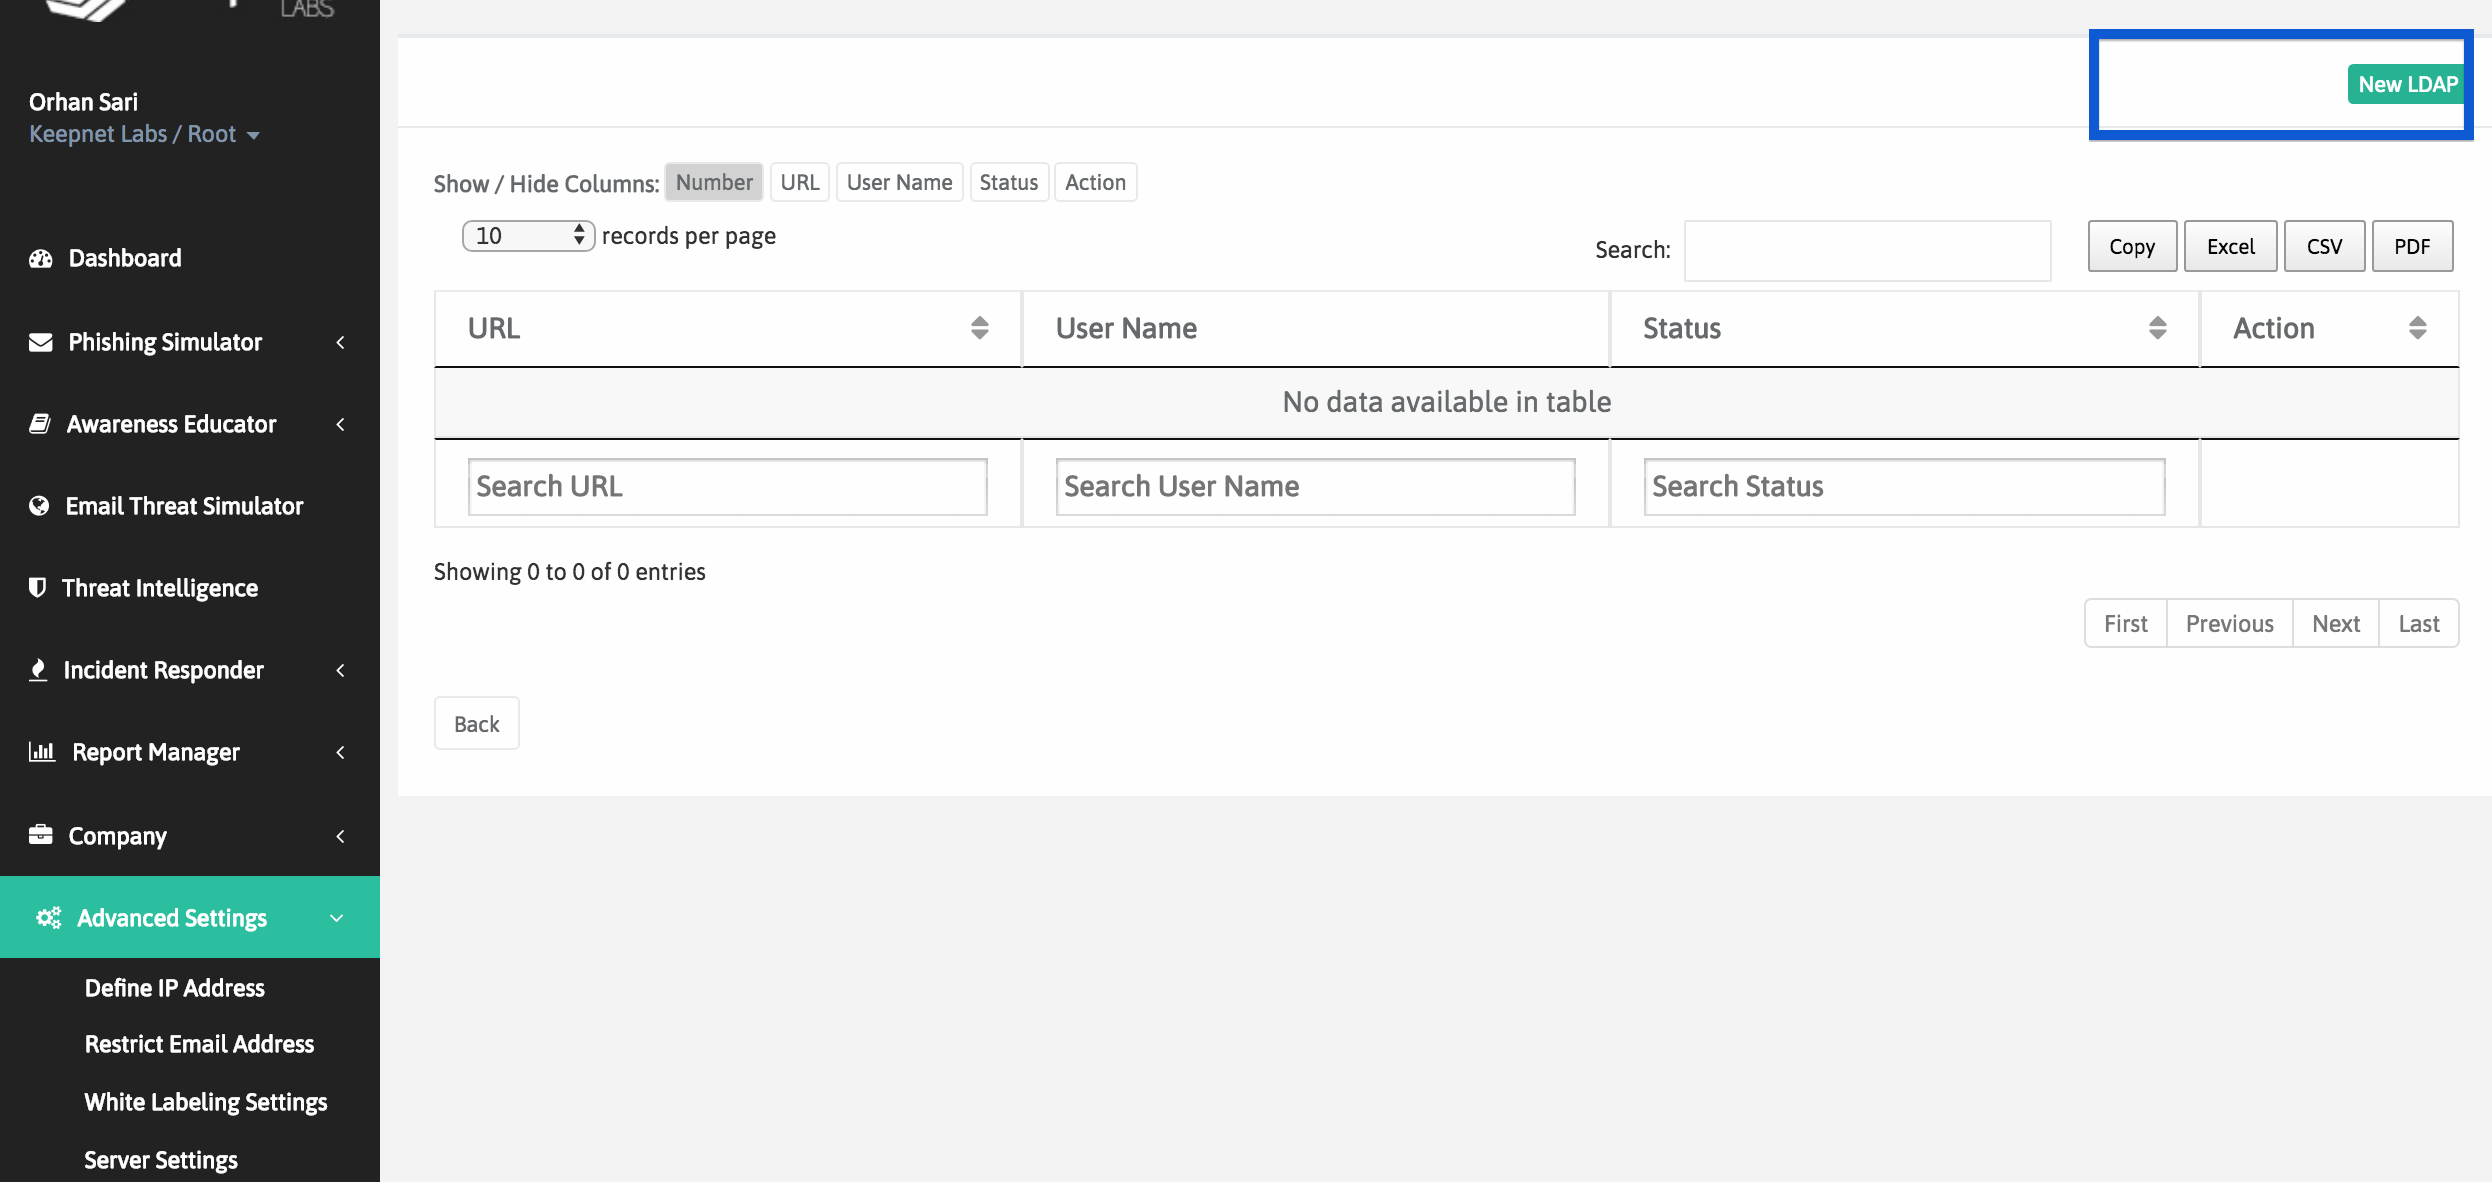 LABS
Orhan Sari
Keepnet Labs / Root
Dashboard
Phishing Simulator
Awareness Educator
Email Threat Simulator
Threat Intelligence
Incident Responder
Report Manager
Company
Advanced Settings
Define IP Address
Restrict Email Address
White Labeling Settings
Server Settings
New LDAP
Show / Hide Columns: Number URL User Name Status Action
10 records per page
Search: Copy Excel CSV PDF
URL User Name Status Action
No data available in table
Search URL Search User Name Search Status
Showing 0 to 0 of 0 entries
First Previous Next Last
Back